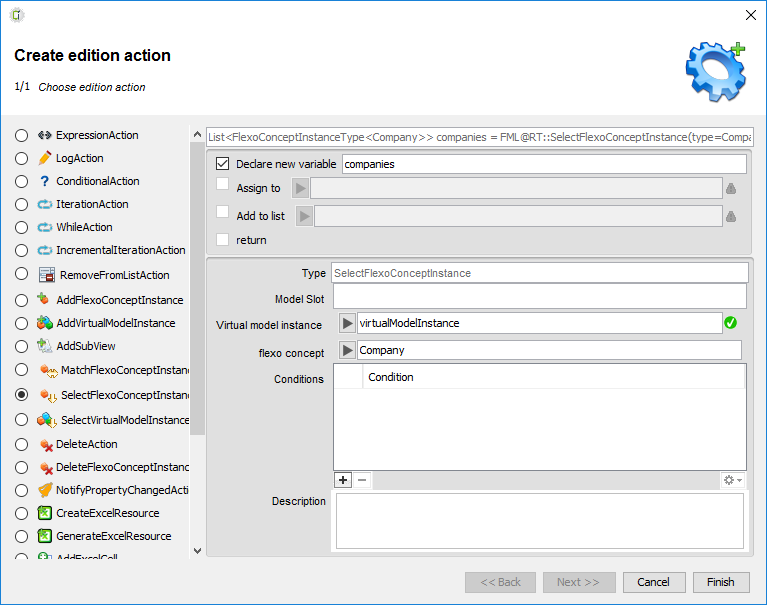 Create edition action
1/1 Choose edition action
ExpressionAction
LogAction
ConditionalAction
IterationAction
WhileAction
IncrementalIterationAction
RemoveFromListAction
AddFlexoConceptInstance
AddVirtualModelInstance
AddSubView
MatchFlexoConceptInstan
SelectFlexoConceptInstan
SelectVirtualModelInstance
DeleteAction
DeleteFlexoConceptInstanc
NotifyPropertyChangedActi
CreateExcelResource
GenerateExcelResource
AddExcelCell
List<FlexoConceptInstanceType<Company>> companies = FML@RT::SelectFlexoConceptInstance(type=Compa
Declare new variable companies
Assign to
Add to list
return
Type SelectFlexoConceptInstance
Model Slot
Virtual model instance virtualModelInstance
flexo concept Company
Conditions Condition
Description
<< Back Next >> Cancel Finish